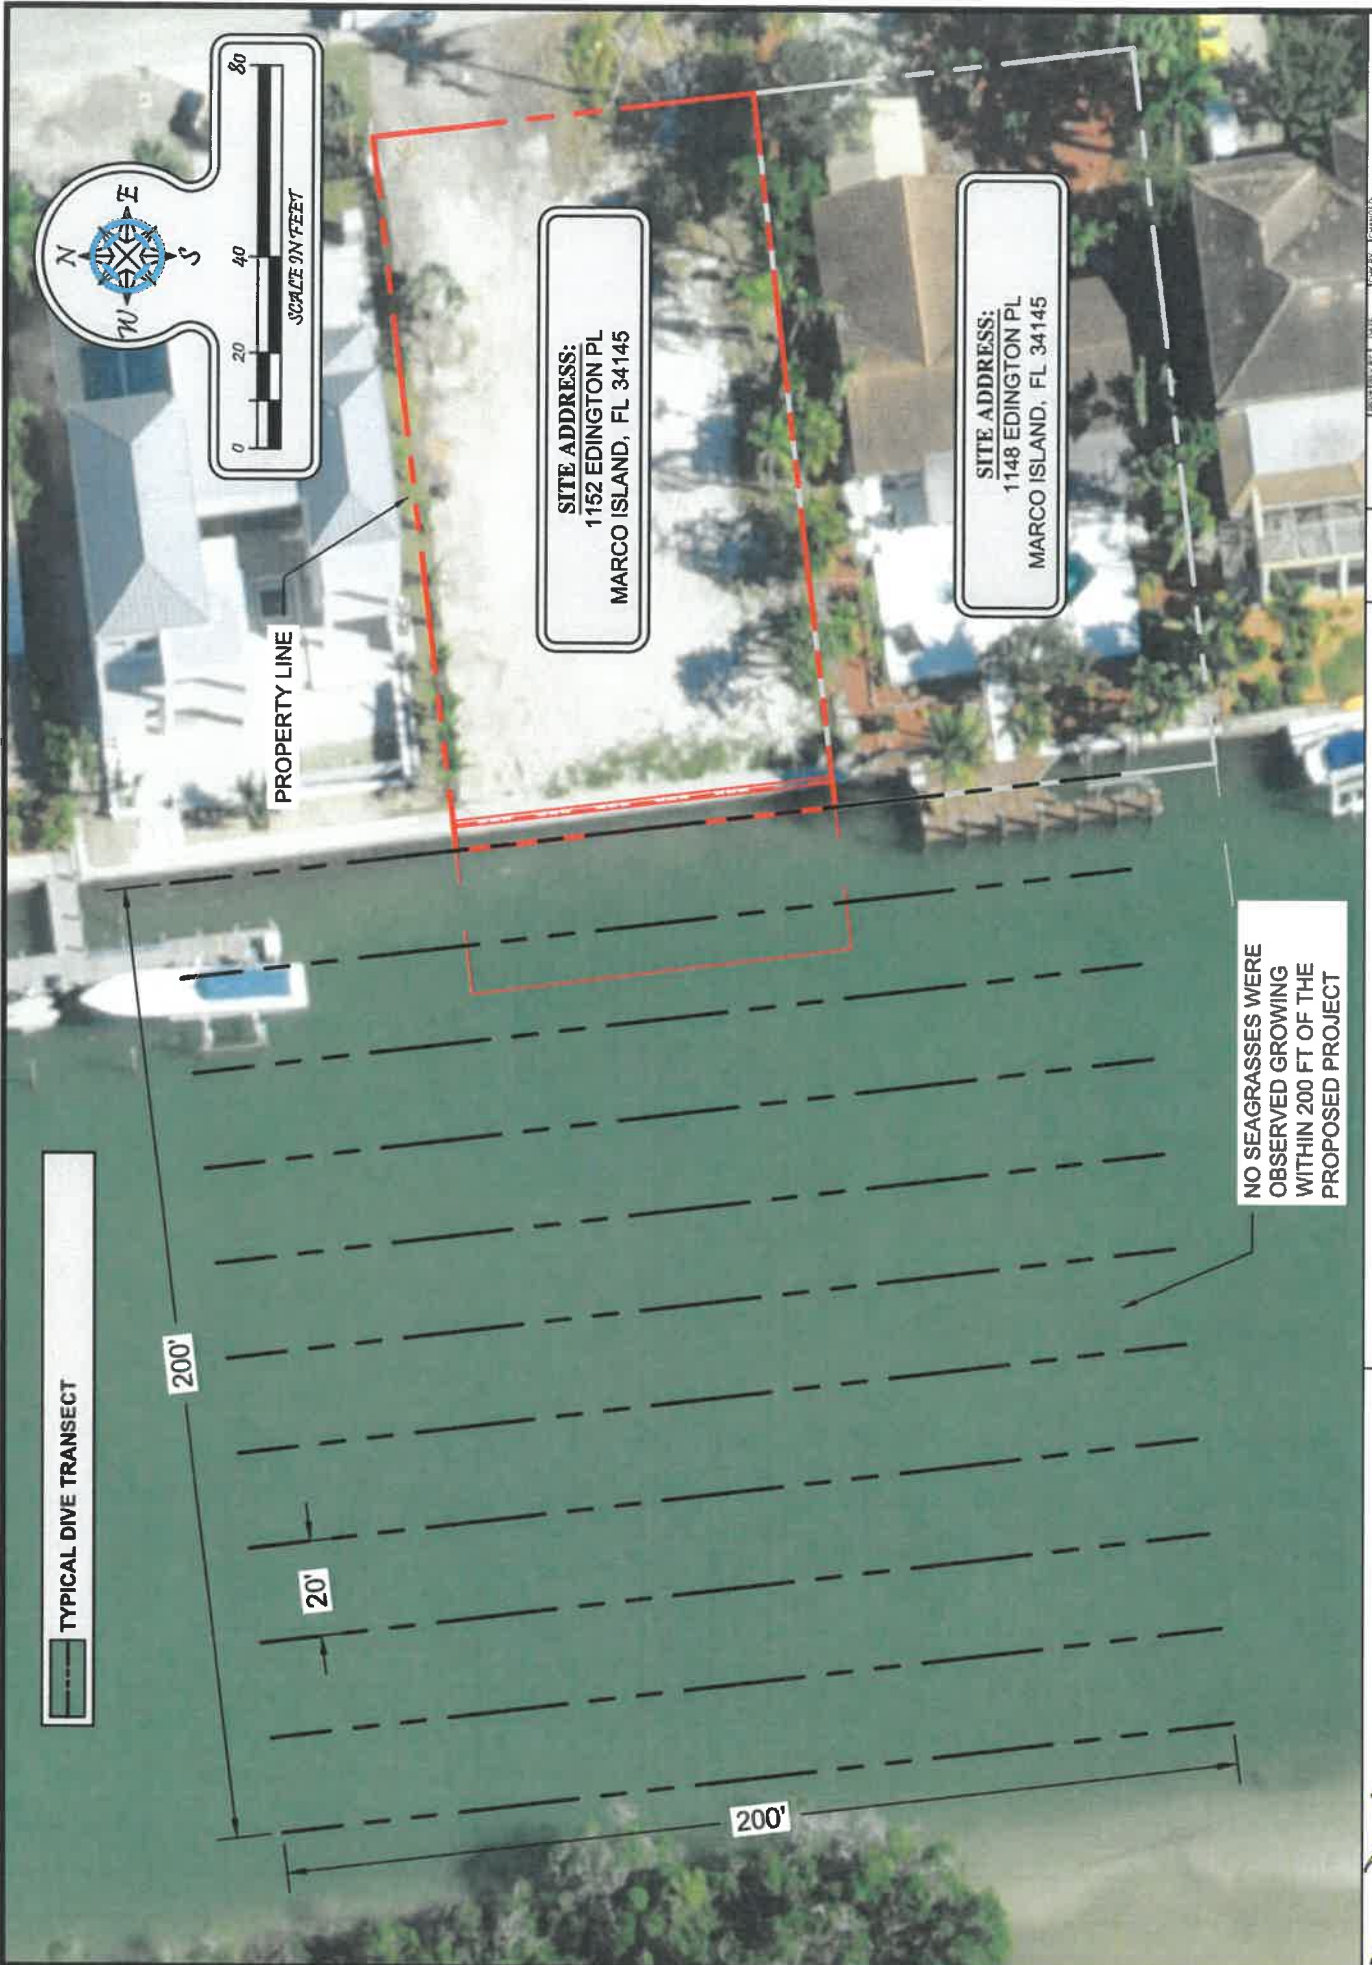 TYPICAL DIVE TRANSECT
N
W
E
S
0
20
40
80
SCALE IN FEET
PROPERTY LINE
SITE ADDRESS:
1152 EDINGTON PL
MARCO ISLAND, FL 34145
SITE ADDRESS:
1148 EDINGTON PL
MARCO ISLAND, FL 34145
200'
20'
200'
NO SEAGRASSES WERE
OBSERVED GROWING
WITHIN 200 FT OF THE
PROPOSED PROJECT